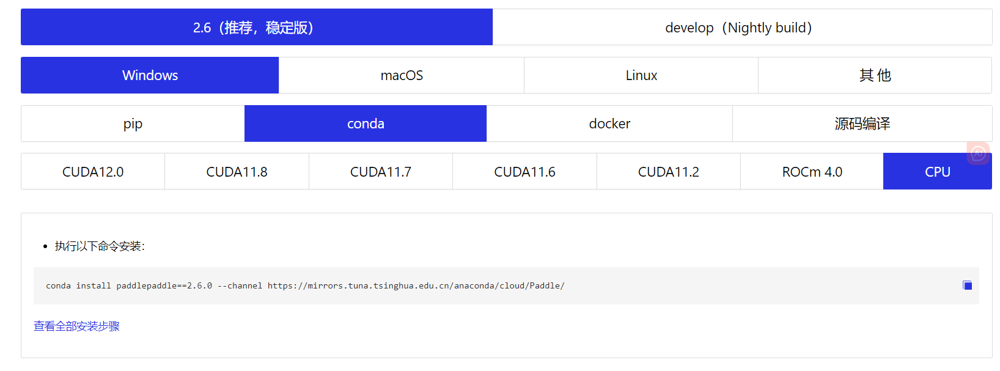 2.6（推荐，稳定版） develop（Nightly build）
Windows macOS Linux 其 他
pip conda docker 源码编译
CUDA12.0 CUDA11.8 CUDA11.7 CUDA11.6 CUDA11.2 ROCm 4.0 CPU
AI
• 执行以下命令安装：
conda install paddlepaddle==2.6.0 --channel https://mirrors.tuna.tsinghua.edu.cn/anaconda/cloud/Paddle/
查看全部安装步骤